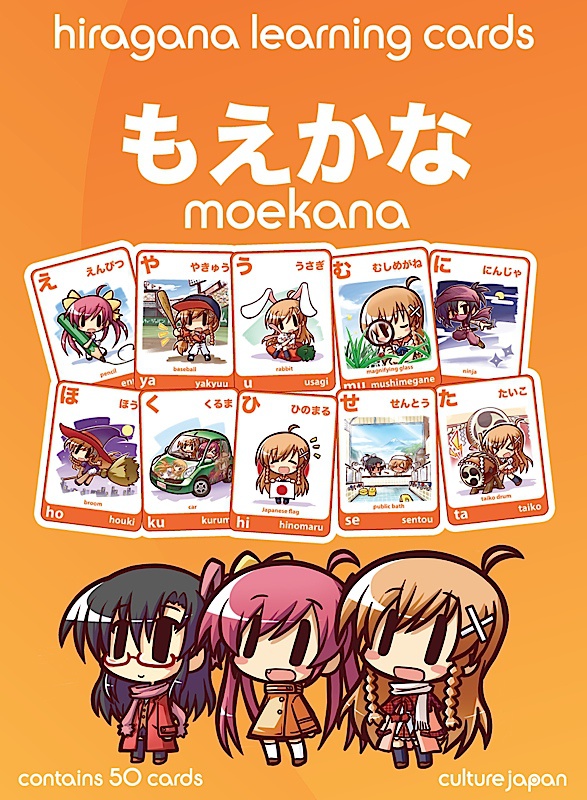 hiragana learning cards
もえかな
moekana
え えんぴつ
pencil
や やきゅう
baseball
ya yakyuu
う うさぎ
rabbit
u usagi
む むしめがね
magnifying glass
mu mushimegane
に にんじゃ
ninja
ほ ほう
broom
ho houki
く くるま
car
ku kurum
ひ ひのまる
Japanese flag
hi hinomaru
せ せんとう
public bath
se sentou
た たいこ
taiko drum
ta taiko
contains 50 cards
culture japan